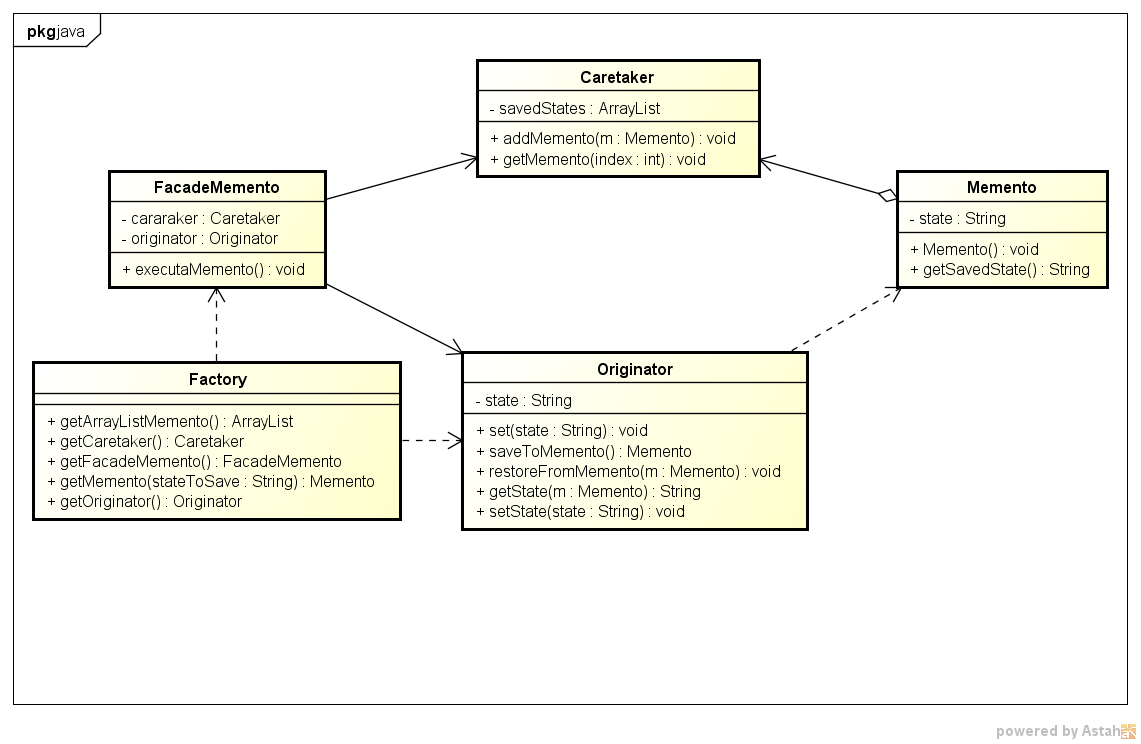 pkg java
Caretaker
- savedStates : ArrayList
+ addMemento(m : Memento) : void
+ getMemento(index : int) : void
FacadeMemento
- cararaker : Caretaker
- originator : Originator
+ executaMemento() : void
Memento
- state : String
+ Memento() : void
+ getSavedState() : String
Factory
+ getArrayListMemento() : ArrayList
+ getCaretaker() : Caretaker
+ getFacadeMemento() : FacadeMemento
+ getMemento(stateToSave : String) : Memento
+ getOriginator() : Originator
Originator
- state : String
+ set(state : String) : void
+ saveToMemento() : Memento
+ restoreFromMemento(m : Memento) : void
+ getState(m : Memento) : String
+ setState(state : String) : void
powered by Astah